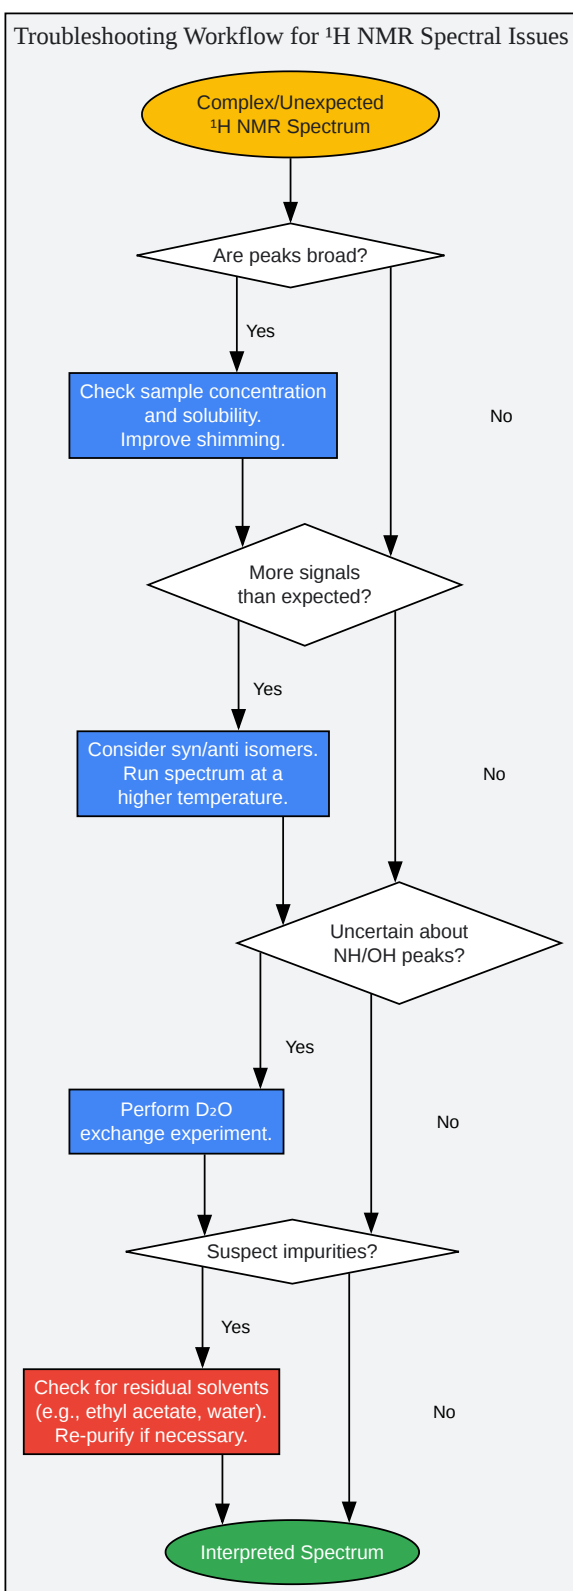 Troubleshooting Workflow for ¹H NMR Spectral Issues
Complex/Unexpected
¹H NMR Spectrum
Are peaks broad?
Yes
Check sample concentration
and solubility.
Improve shimming.
No
More signals
than expected?
Yes
Consider syn/anti isomers.
Run spectrum at a
higher temperature.
No
Uncertain about
NH/OH peaks?
Yes
Perform D₂O
exchange experiment.
No
Suspect impurities?
Yes
Check for residual solvents
(e.g., ethyl acetate, water).
Re-purify if necessary.
No
Interpreted Spectrum